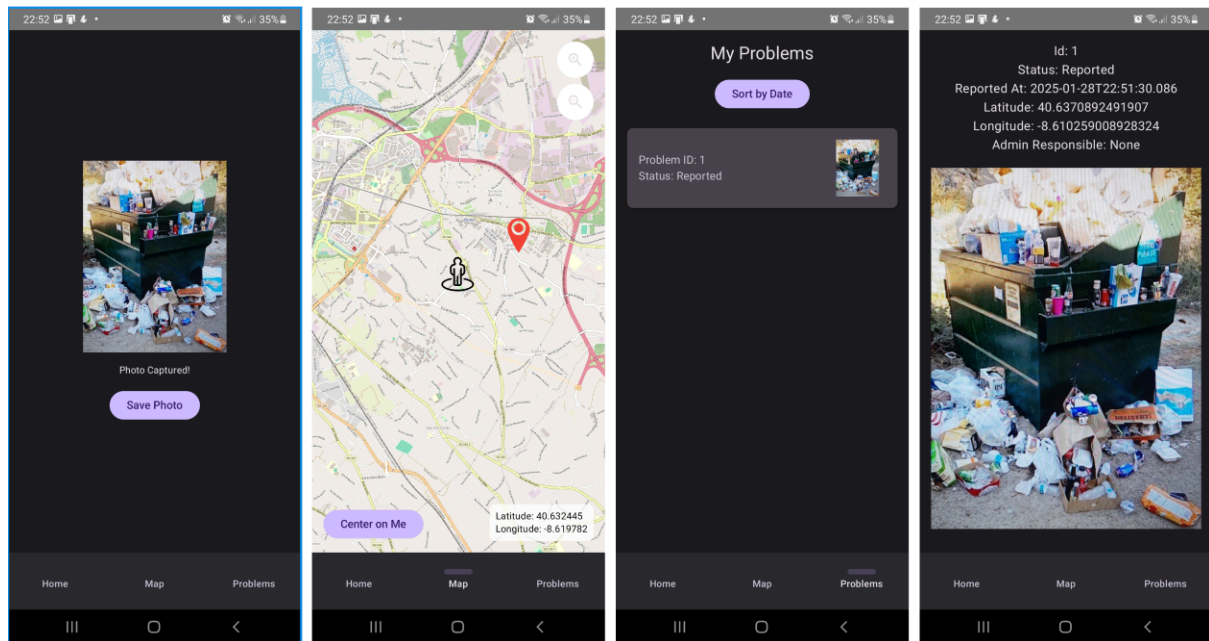 22:52
35%
Photo Captured!
Save Photo
Home
Map
Problems
22:52
35%
Center on Me
Latitude: 40.632445
Longitude: -8.619782
Home
Map
Problems
22:52
35%
My Problems
Sort by Date
Problem ID: 1
Status: Reported
Home
Map
Problems
22:52
35%
Id: 1
Status: Reported
Reported At: 2025-01-28T22:51:30.086
Latitude: 40.6370892491907
Longitude: -8.610259008928324
Admin Responsible: None
Home
Map
Problems